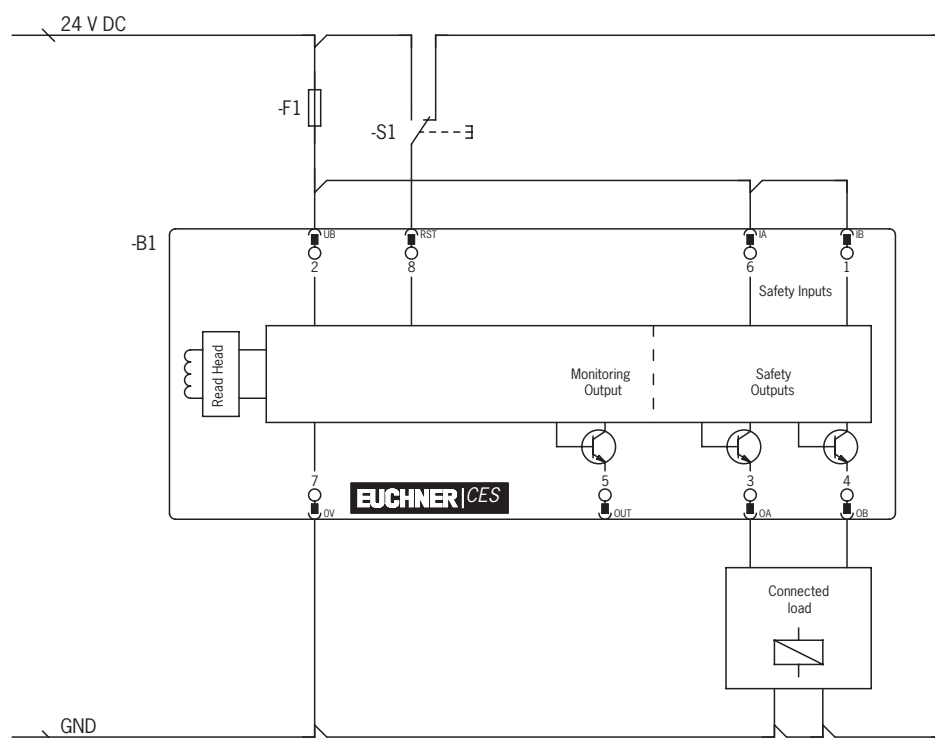 24 V DC
-F1
-S1
-B1
UB
RST
IA
IB
2
8
6
1
Safety Inputs
Read Head
Monitoring
Output
Safety
Outputs
7
5
3
4
EUCHNER|CES
0V
OUT
OA
OB
Connected
load
GND